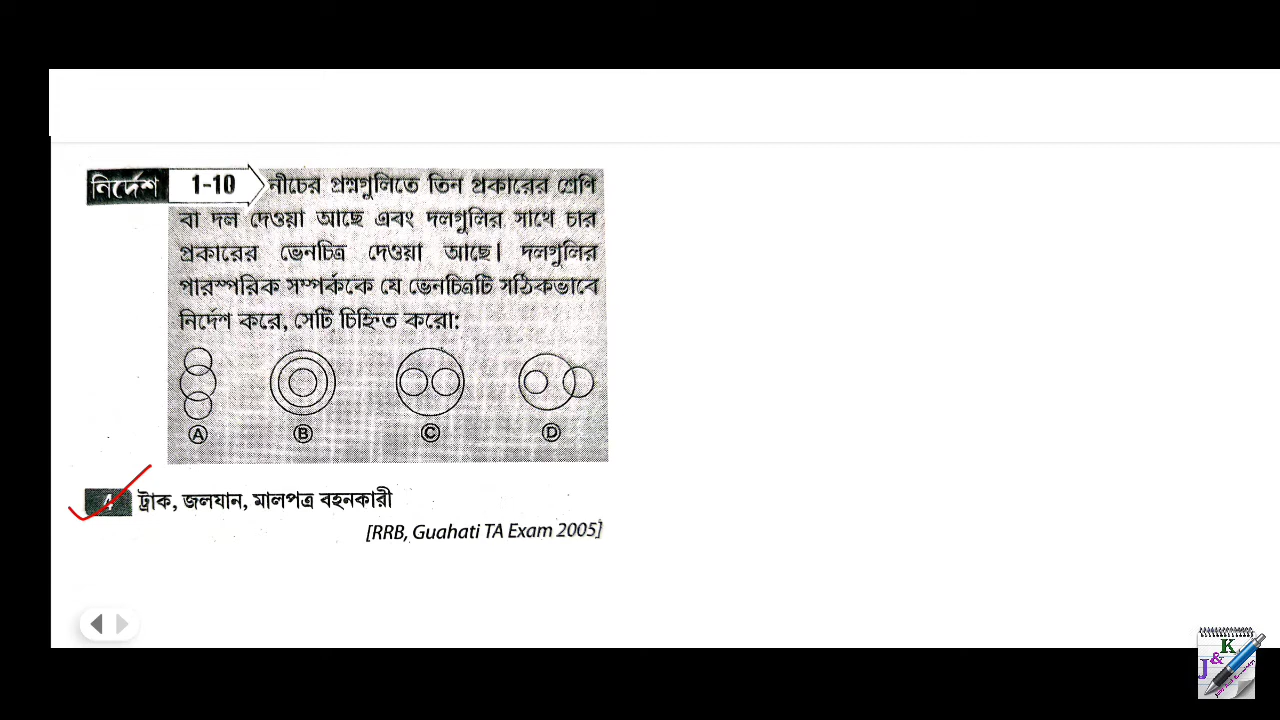 নির্দেশ 1-10 নীচের প্রশ্নগুলিতে তিন প্রকারের শ্রেণি
বা দল দেওয়া আছে এবং দলগুলির সাথে চার
প্রকারের ভেনচিত্র দেওয়া আছে। দলগুলির
পারস্পরিক সম্পর্ককে যে ভেনচিত্রটি সঠিকভাবে
নির্দেশ করে, সেটি চিহ্নিত করো:
A B C D
4 ট্রাক, জলযান, মালপত্র বহনকারী
[RRB, Guahati TA Exam 2005]
J&K